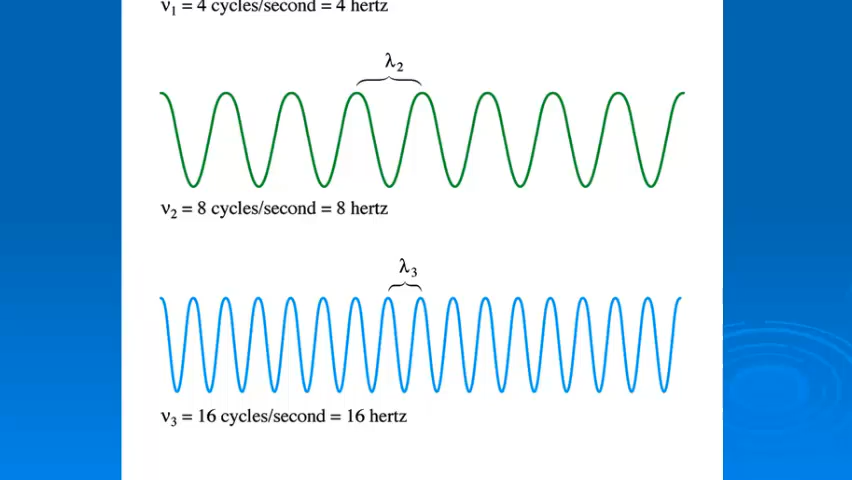 ν₁ = 4 cycles/second = 4 hertz
λ₂
ν₂ = 8 cycles/second = 8 hertz
λ₃
ν₃ = 16 cycles/second = 16 hertz